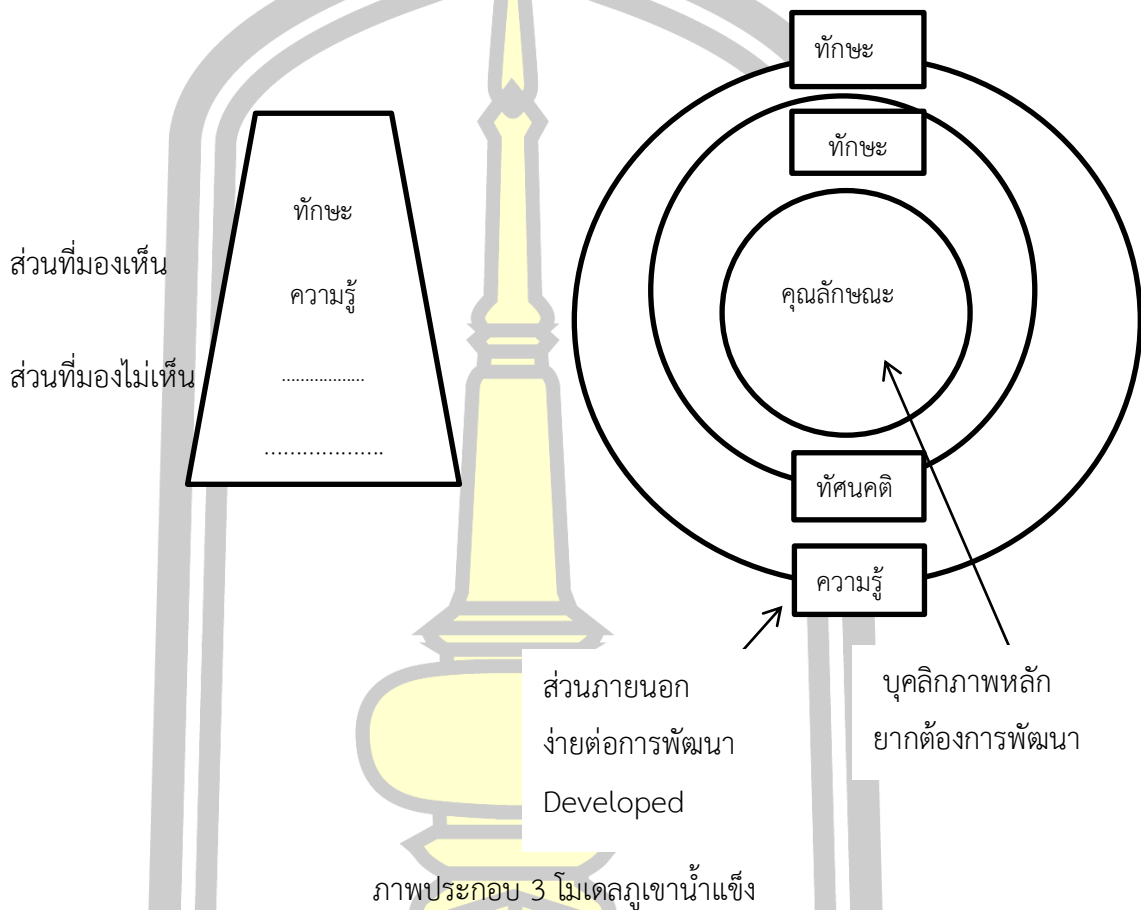 ทักษะ
ทักษะ
ทักษะ
ส่วนที่มองเห็น
ความรู้
คุณลักษณะ
ส่วนที่มองไม่เห็น
.................
...................
ทัศนคติ
ความรู้
ส่วนภายนอก
ง่ายต่อการพัฒนา
Developed
บุคลิกภาพหลัก
ยากต้องการพัฒนา
ภาพประกอบ 3 โมเดลภูเขาน้ำแข็ง